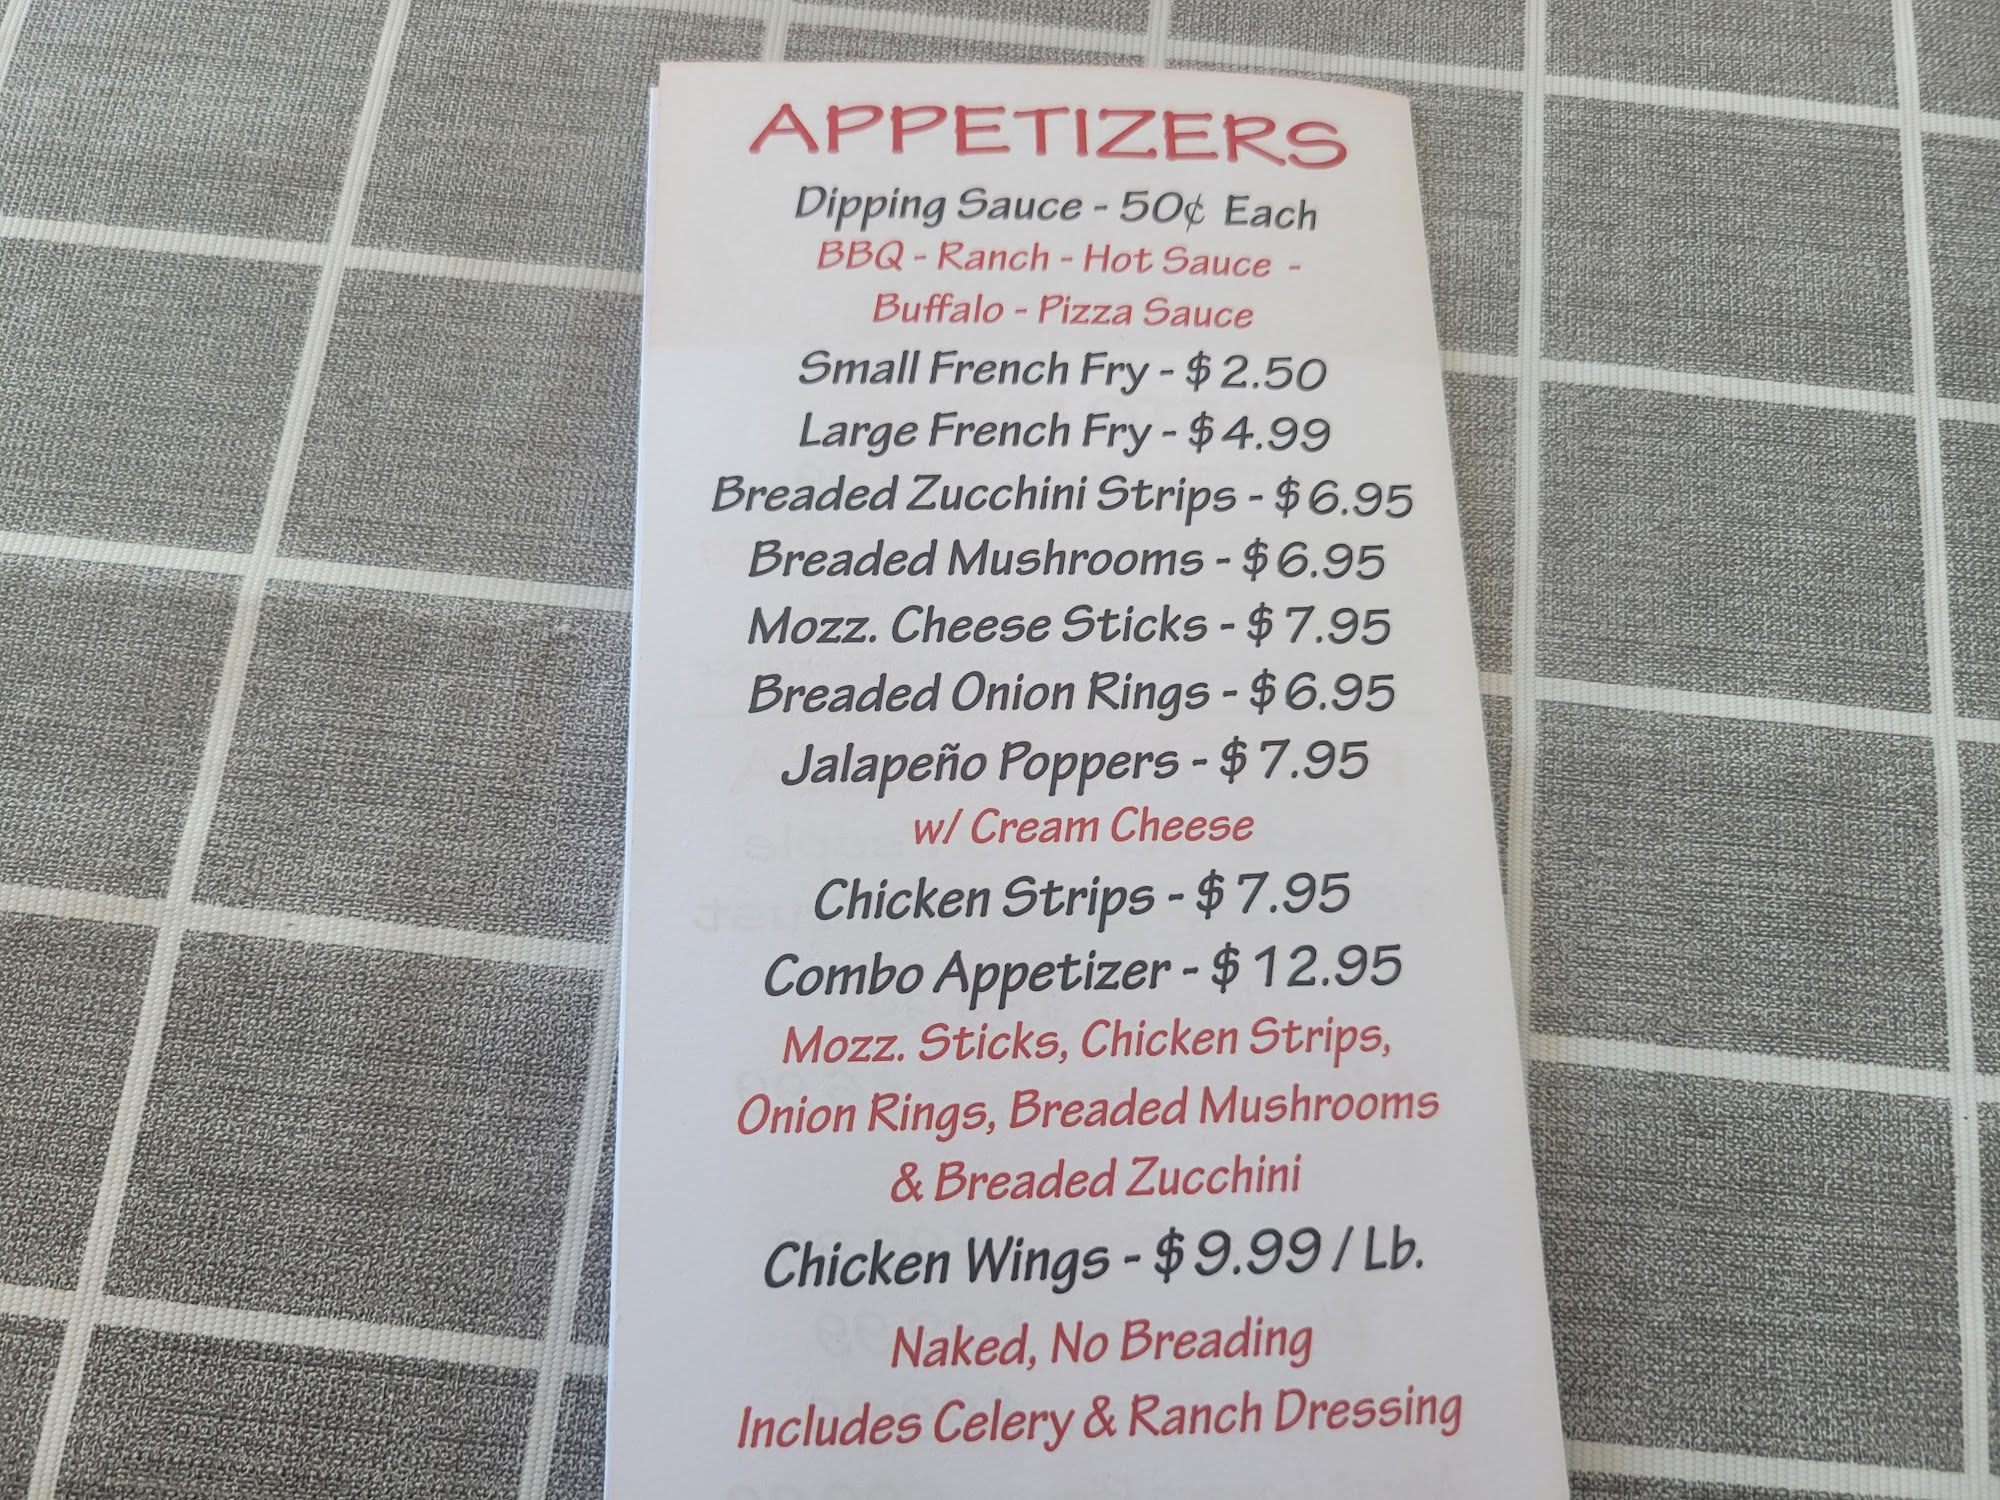 APPETIZERS
Dipping Sauce - 50¢ Each
BBQ - Ranch - Hot Sauce -
Buffalo - Pizza Sauce
Small French Fry - $2.50
Large French Fry - $4.99
Breaded Zucchini Strips - $6.95
Breaded Mushrooms - $6.95
Mozz. Cheese Sticks - $7.95
Breaded Onion Rings - $6.95
Jalapeño Poppers - $7.95
w/ Cream Cheese
Chicken Strips - $7.95
Combo Appetizer - $12.95
Mozz. Sticks, Chicken Strips,
Onion Rings, Breaded Mushrooms
& Breaded Zucchini
Chicken Wings - $9.99 / Lb.
Naked, No Breading
Includes Celery & Ranch Dressing